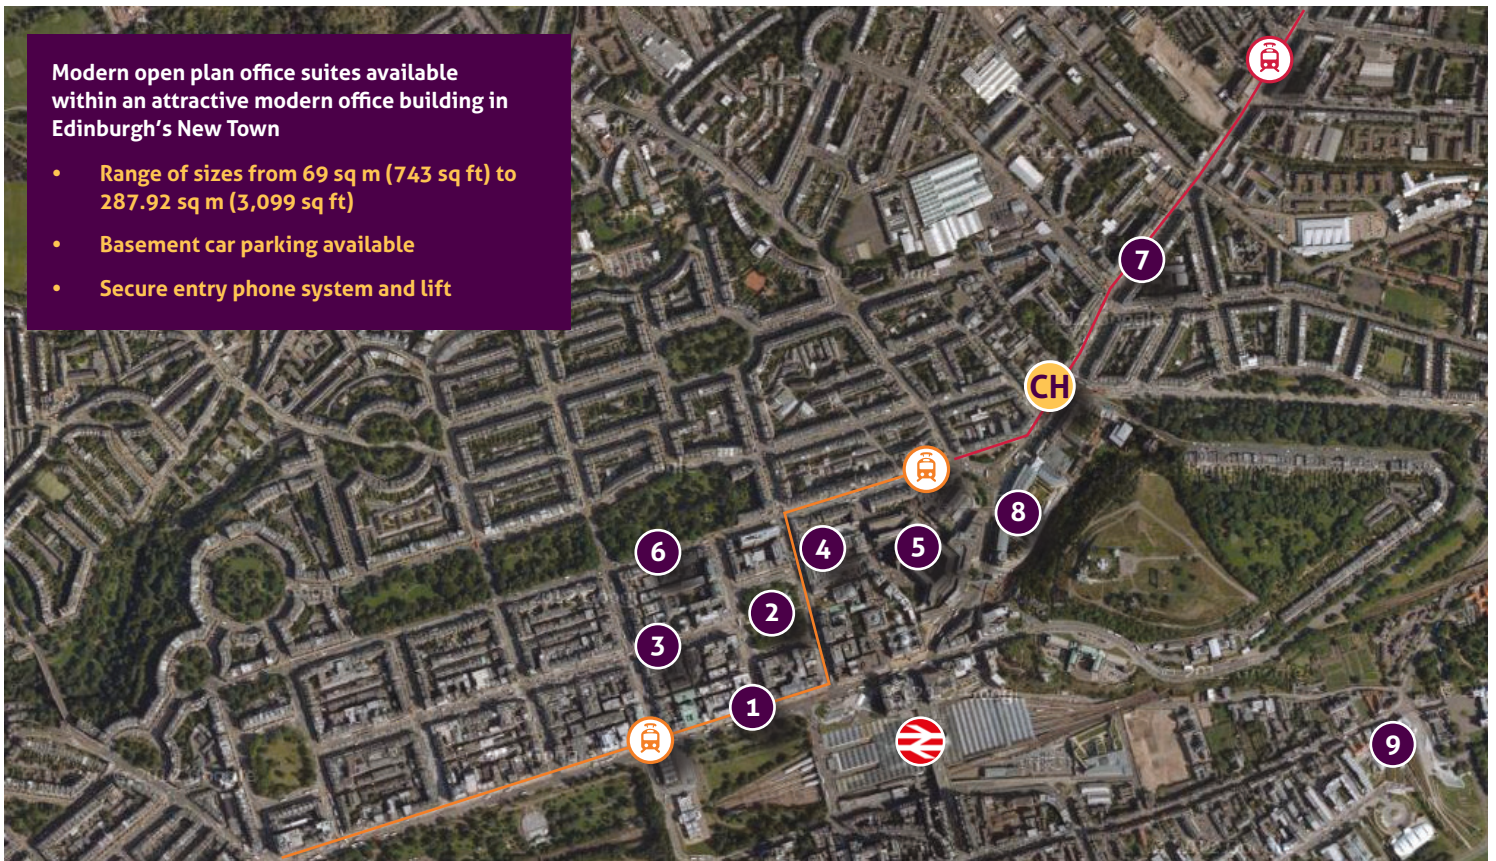 Modern open plan office suites available
within an attractive modern office building in
Edinburgh’s New Town
• Range of sizes from 69 sq m (743 sq ft) to
287.92 sq m (3,099 sq ft)
• Basement car parking available
• Secure entry phone system and lift
7
CH
8
6
4
5
2
3
1
9